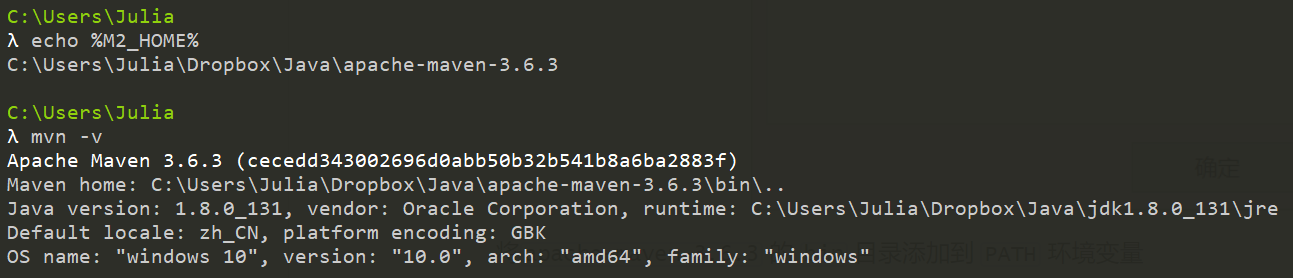 C:\Users\Julia
λ echo %M2_HOME%
C:\Users\Julia\Dropbox\Java\apache-maven-3.6.3
C:\Users\Julia
λ mvn -v
Apache Maven 3.6.3 (cecedd343002696d0abb50b32b541b8a6ba2883f)
确定
Maven home: C:\Users\Julia\Dropbox\Java\apache-maven-3.6.3\bin\..
Java version: 1.8.0_131, vendor: Oracle Corporation, runtime: C:\Users\Julia\Dropbox\Java\jdk1.8.0_131\jre
Default locale: zh_CN, platform encoding: GBK
OS name: "windows 10", version: "10.0", arch: "amd64", family: "windows"
目录添加到 PATH 环境变量